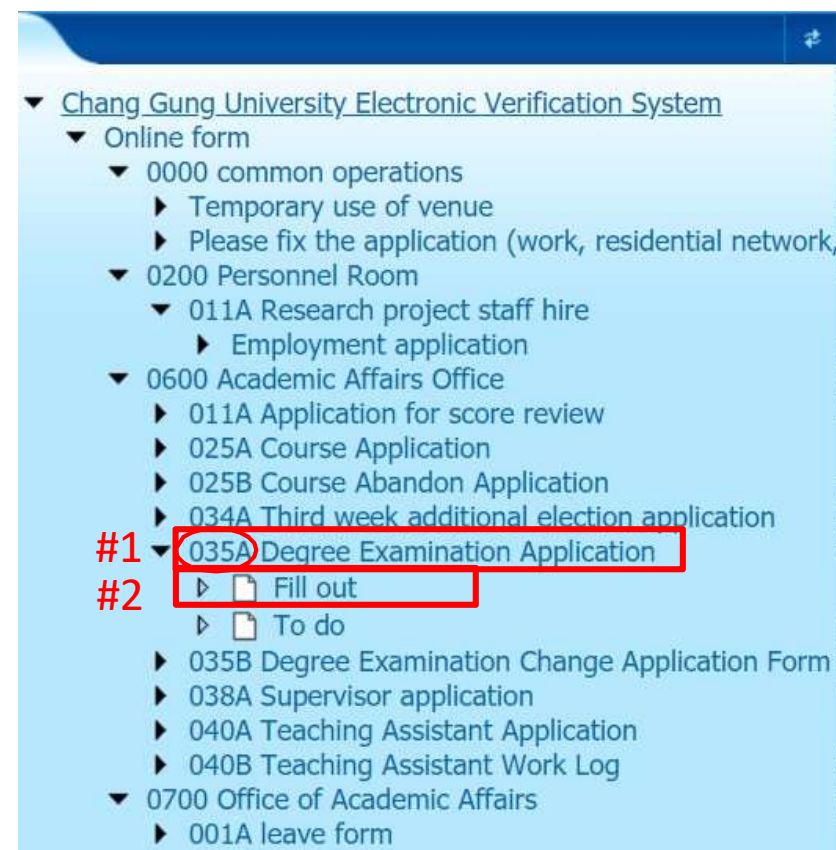 Chang Gung University Electronic Verification System
Online form
0000 common operations
Temporary use of venue
Please fix the application (work, residential network,
0200 Personnel Room
011A Research project staff hire
Employment application
0600 Academic Affairs Office
011A Application for score review
025A Course Application
025B Course Abandon Application
034A Third week additional election application
#1 035A Degree Examination Application
#2 Fill out
To do
035B Degree Examination Change Application Form
038A Supervisor application
040A Teaching Assistant Application
040B Teaching Assistant Work Log
0700 Office of Academic Affairs
001A leave form